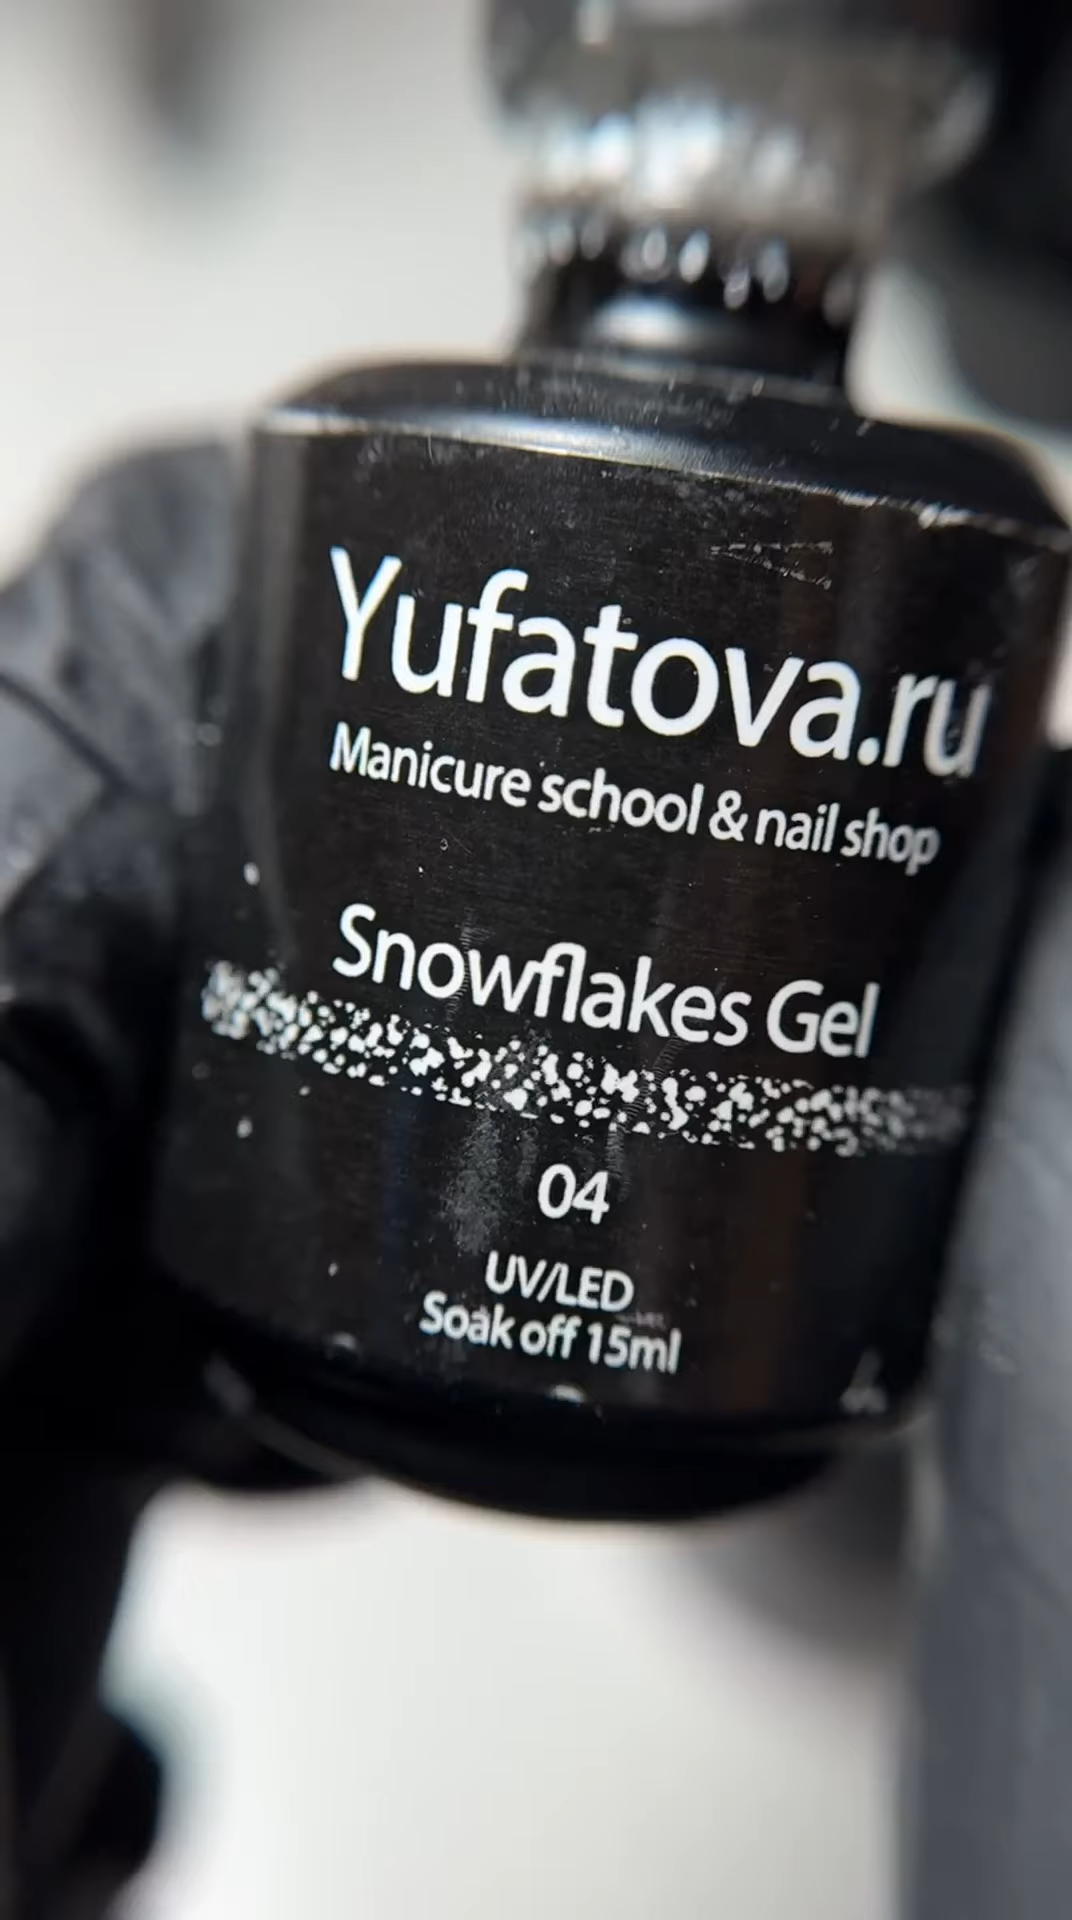 Yufatova.ru
Manicure school & nail shop
Snowflakes Gel
04
UV/LED
Soak off 15ml